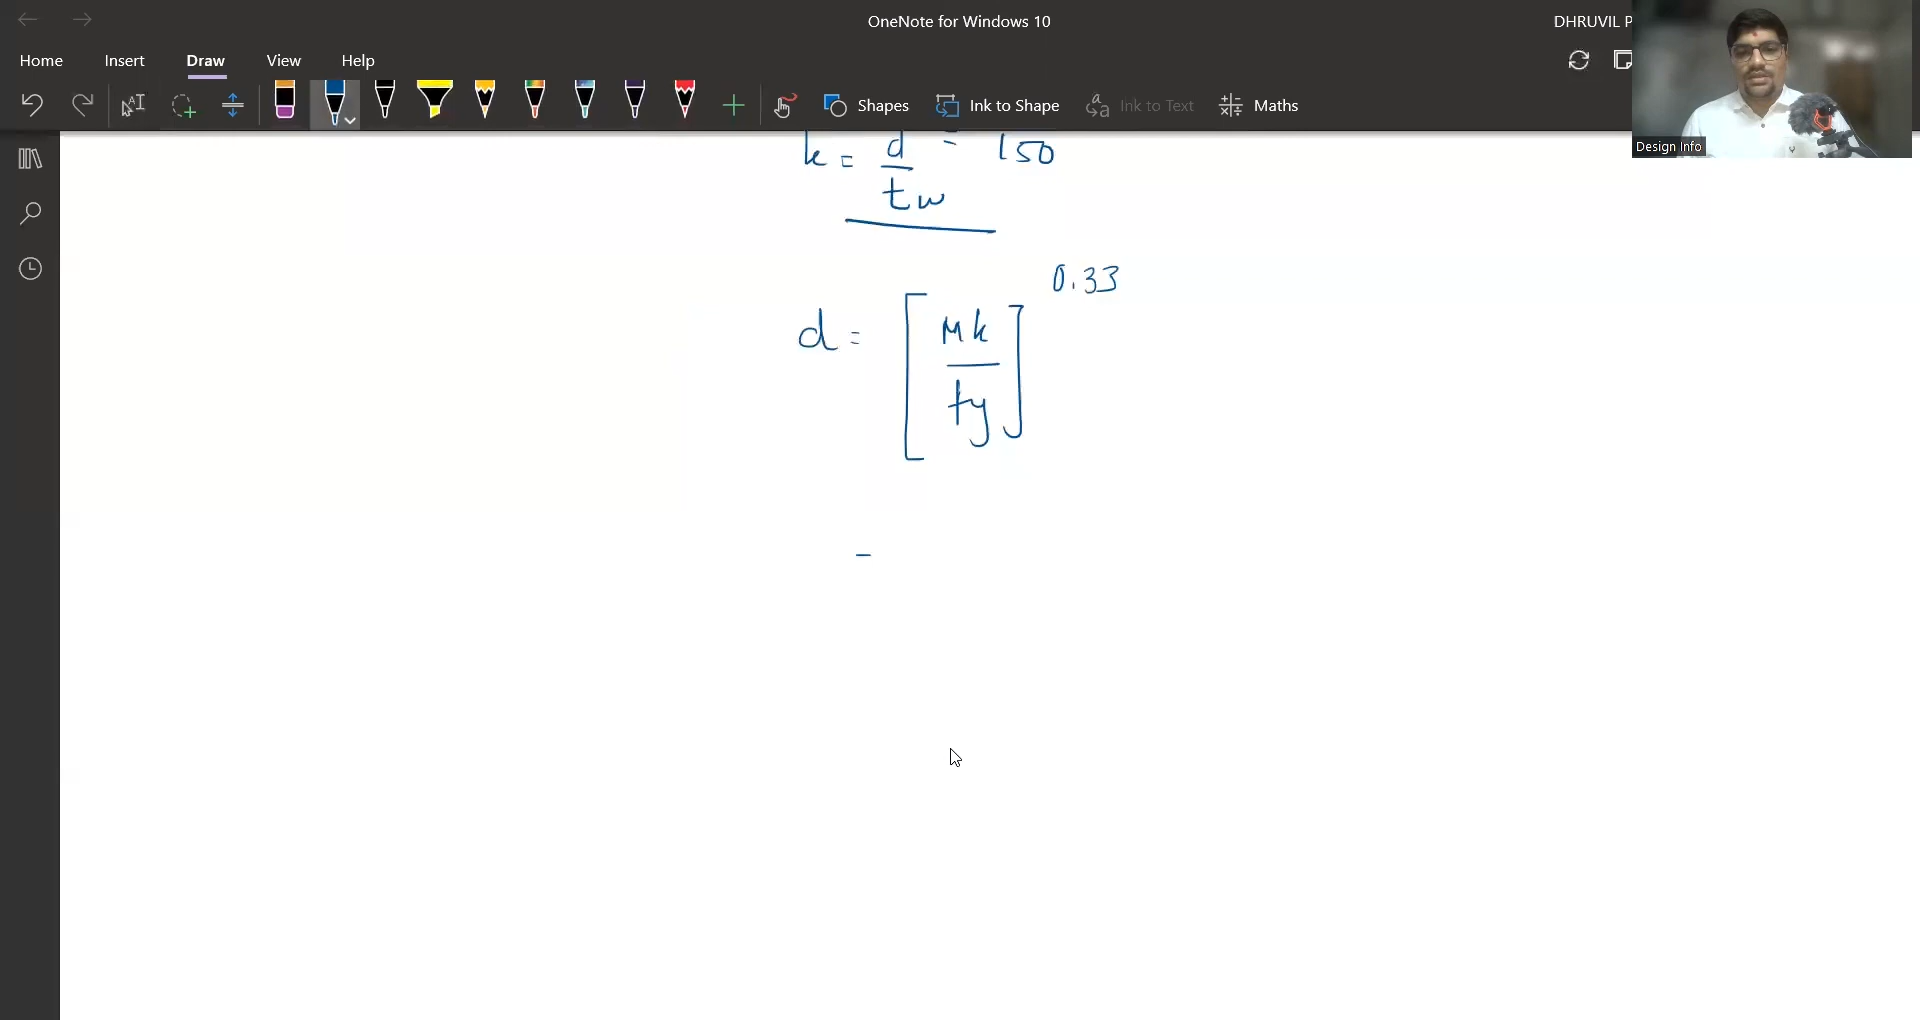 OneNote for Windows 10
DHRUVIL P
Home Insert Draw View Help
Shapes Ink to Shape Ink to Text Maths
Design Info
k = d/tw = 150
d = [Mk/fy]^0.33
=